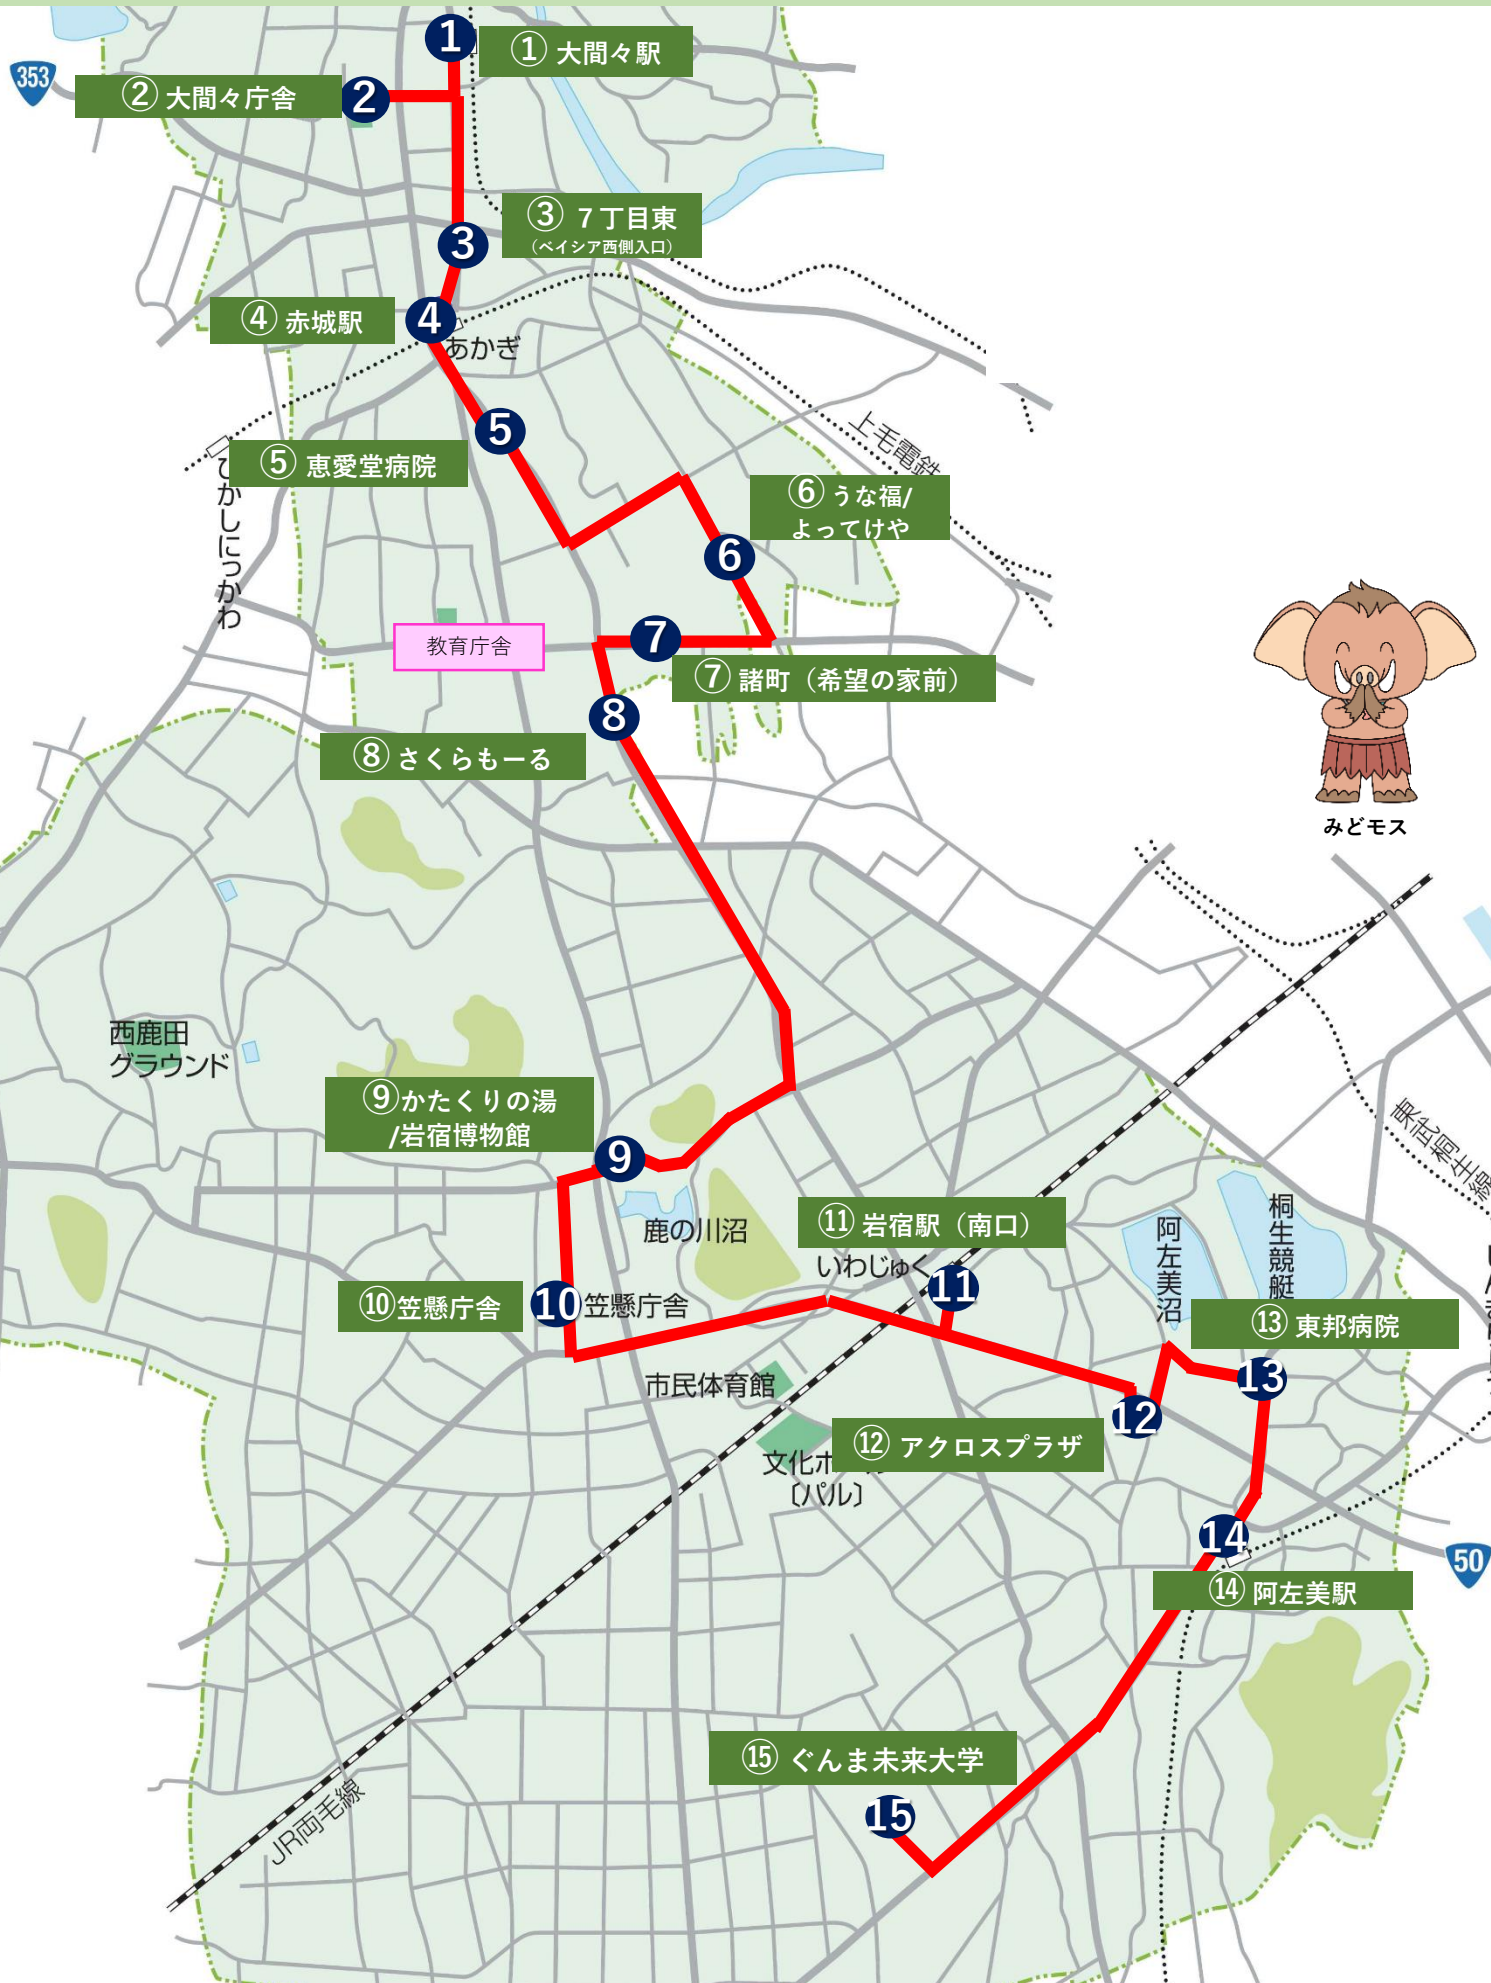 1
① 大間々駅
353
② 大間々庁舎
2
③ ７丁目東
（ベイシア西側入口）
3
④ 赤城駅
4
あかぎ
上毛電鉄
5
⑤ 恵愛堂病院
ひがしにっかわ
⑥ うな福/
よってけや
6
教育庁舎
7
⑦ 諸町（希望の家前）
8
⑧ さくらもーる
みどモス
西鹿田
グラウンド
⑨かたくりの湯
/岩宿博物館
9
東武桐生線
鹿の川沼
⑪ 岩宿駅（南口）
いわじゅく
11
阿左美沼
桐生競艇
⑩笠懸庁舎
10
笠懸庁舎
⑬ 東邦病院
13
市民体育館
12
⑫ アクロスプラザ
文化ホール
〔パル〕
14
50
⑭ 阿左美駅
⑮ ぐんま未来大学
15
JR両毛線